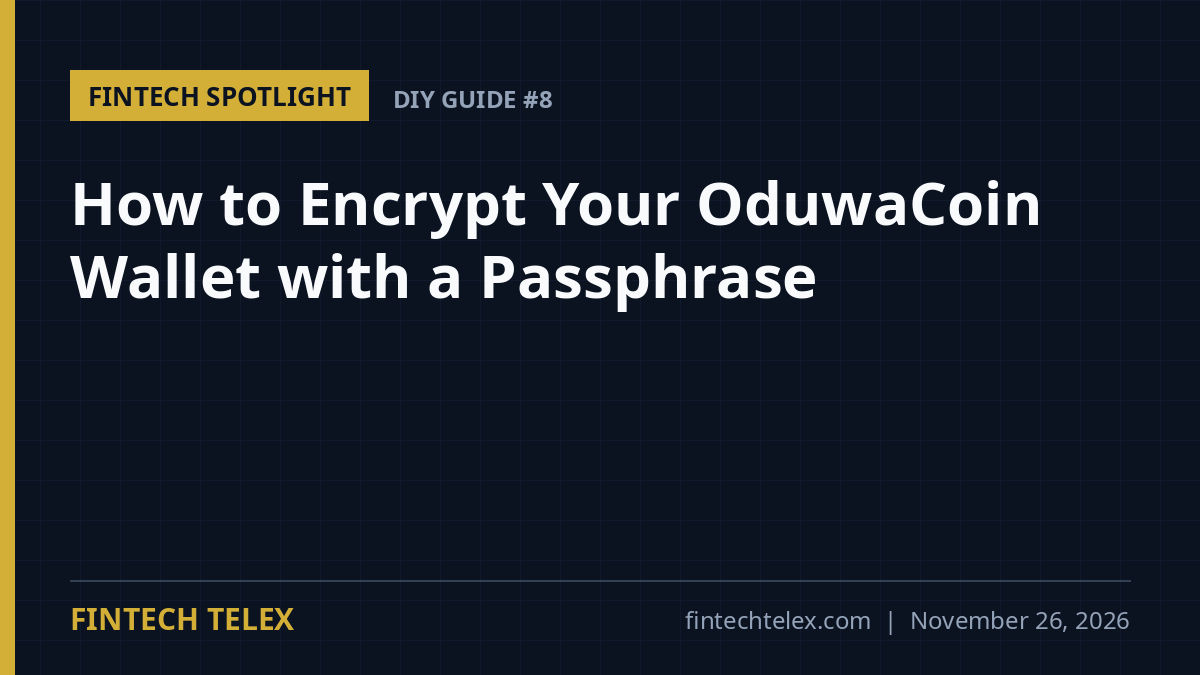 FINTECH SPOTLIGHT DIY GUIDE #8
How to Encrypt Your OduwaCoin
Wallet with a Passphrase
FINTECH TELEX fintechtelex.com | November 26, 2026